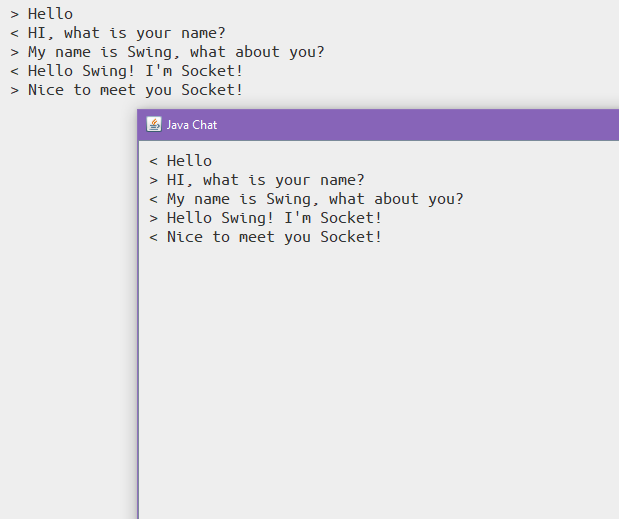 > Hello
< HI, what is your name?
> My name is Swing, what about you?
< Hello Swing! I'm Socket!
> Nice to meet you Socket!
Java Chat
< Hello
> HI, what is your name?
< My name is Swing, what about you?
> Hello Swing! I'm Socket!
< Nice to meet you Socket!